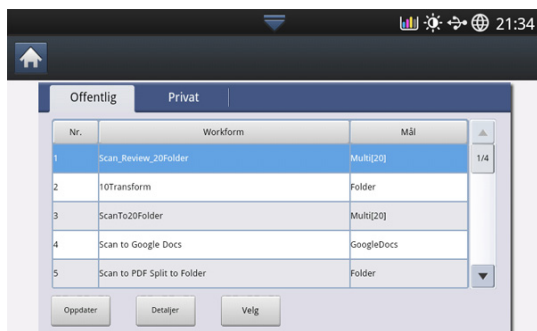 21:34
Offentlig Privat
Nr. Workform Mål
1 Scan_Review_20Folder Multi[20] 1/4
2 10Transform Folder
3 ScanTo20Folder Multi[20]
4 Scan to Google Docs GoogleDocs
5 Scan to PDF Split to Folder Folder
Oppdater Detaljer Velg